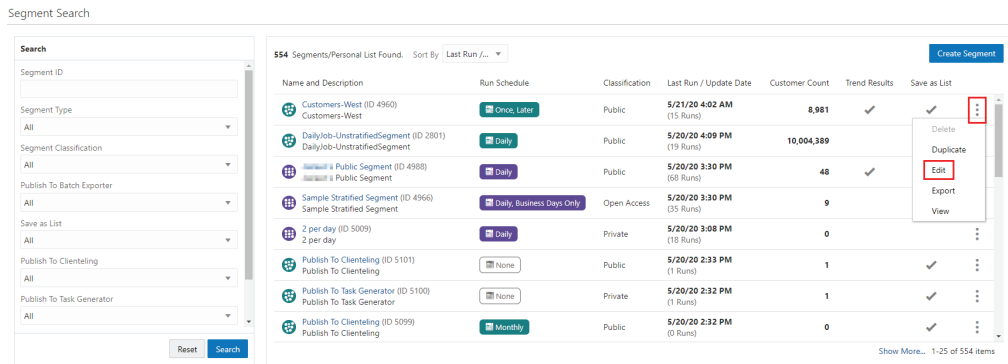 Segment Search
Search
Segment ID
Segment Type
All
Segment Classification
All
Publish To Batch Exporter
All
Save as List
All
Publish To Clienteling
All
Publish To Task Generator
All
Reset Search
554 Segments/Personal List Found. Sort By Last Run /... Create Segment
Name and Description Run Schedule Classification Last Run / Update Date Customer Count Trend Results Save as List
Customers-West (ID 4960) Once, Later Public 5/21/20 4:02 AM 8,981
Customers-West (15 Runs)
DailyJob-UnstratifiedSegment (ID 2801) Daily Public 5/20/20 4:09 PM 10,004,389
DailyJob-UnstratifiedSegment (19 Runs)
Public Segment (ID 4988) Daily Public 5/20/20 3:30 PM 48
Public Segment (68 Runs)
Sample Stratified Segment (ID 4966) Daily, Business Days Only Open Access 5/20/20 3:30 PM 9
Sample Stratified Segment (35 Runs)
2 per day (ID 5009) Daily Private 5/20/20 3:08 PM 0
2 per day (18 Runs)
Publish To Clienteling (ID 5101) None Public 5/20/20 2:33 PM 1
Publish To Clienteling (1 Runs)
Publish To Task Generator (ID 5100) None Private 5/20/20 2:32 PM 1
Publish To Task Generator (1 Runs)
Publish To Clienteling (ID 5099) Monthly Public 5/20/20 2:32 PM 0
Publish To Clienteling (0 Runs)
Delete
Duplicate
Edit
Export
View
Show More... 1-25 of 554 items